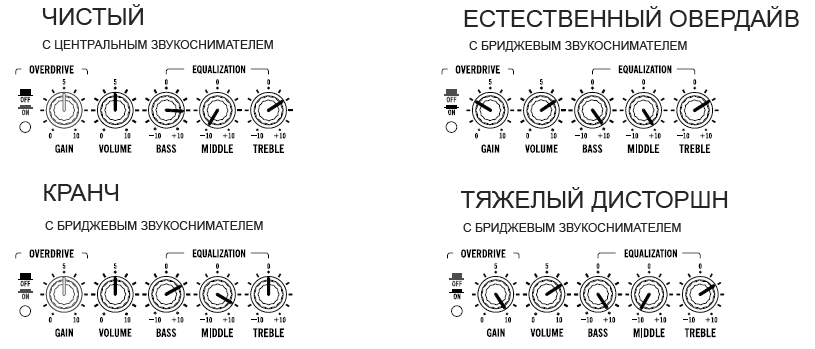 ЧИСТЫЙ
С ЦЕНТРАЛЬНЫМ ЗВУКОСНИМАТЕЛЕМ
OVERDRIVE EQUALIZATION
5 5 0 0 0
OFF
ON
0 10 -10 +10 -10 +10 -10 +10
GAIN VOLUME BASS MIDDLE TREBLE
ЕСТЕСТВЕННЫЙ ОВЕРДАЙВ
С БРИДЖЕВЫМ ЗВУКОСНИМАТЕЛЕМ
OVERDRIVE EQUALIZATION
5 5 0 0 0
OFF
ON
0 10 0 10 -10 +10 -10 +10 -10 +10
GAIN VOLUME BASS MIDDLE TREBLE
КРАНЧ
С БРИДЖЕВЫМ ЗВУКОСНИМАТЕЛЕМ
OVERDRIVE EQUALIZATION
5 5 0 0 0
OFF
ON
0 10 0 10 -10 +10 -10 +10 -10 +10
GAIN VOLUME BASS MIDDLE TREBLE
ТЯЖЕЛЫЙ ДИСТОРШН
С БРИДЖЕВЫМ ЗВУКОСНИМАТЕЛЕМ
OVERDRIVE EQUALIZATION
5 5 0 0 0
OFF
ON
0 10 0 10 -10 +10 -10 +10 -10 +10
GAIN VOLUME BASS MIDDLE TREBLE